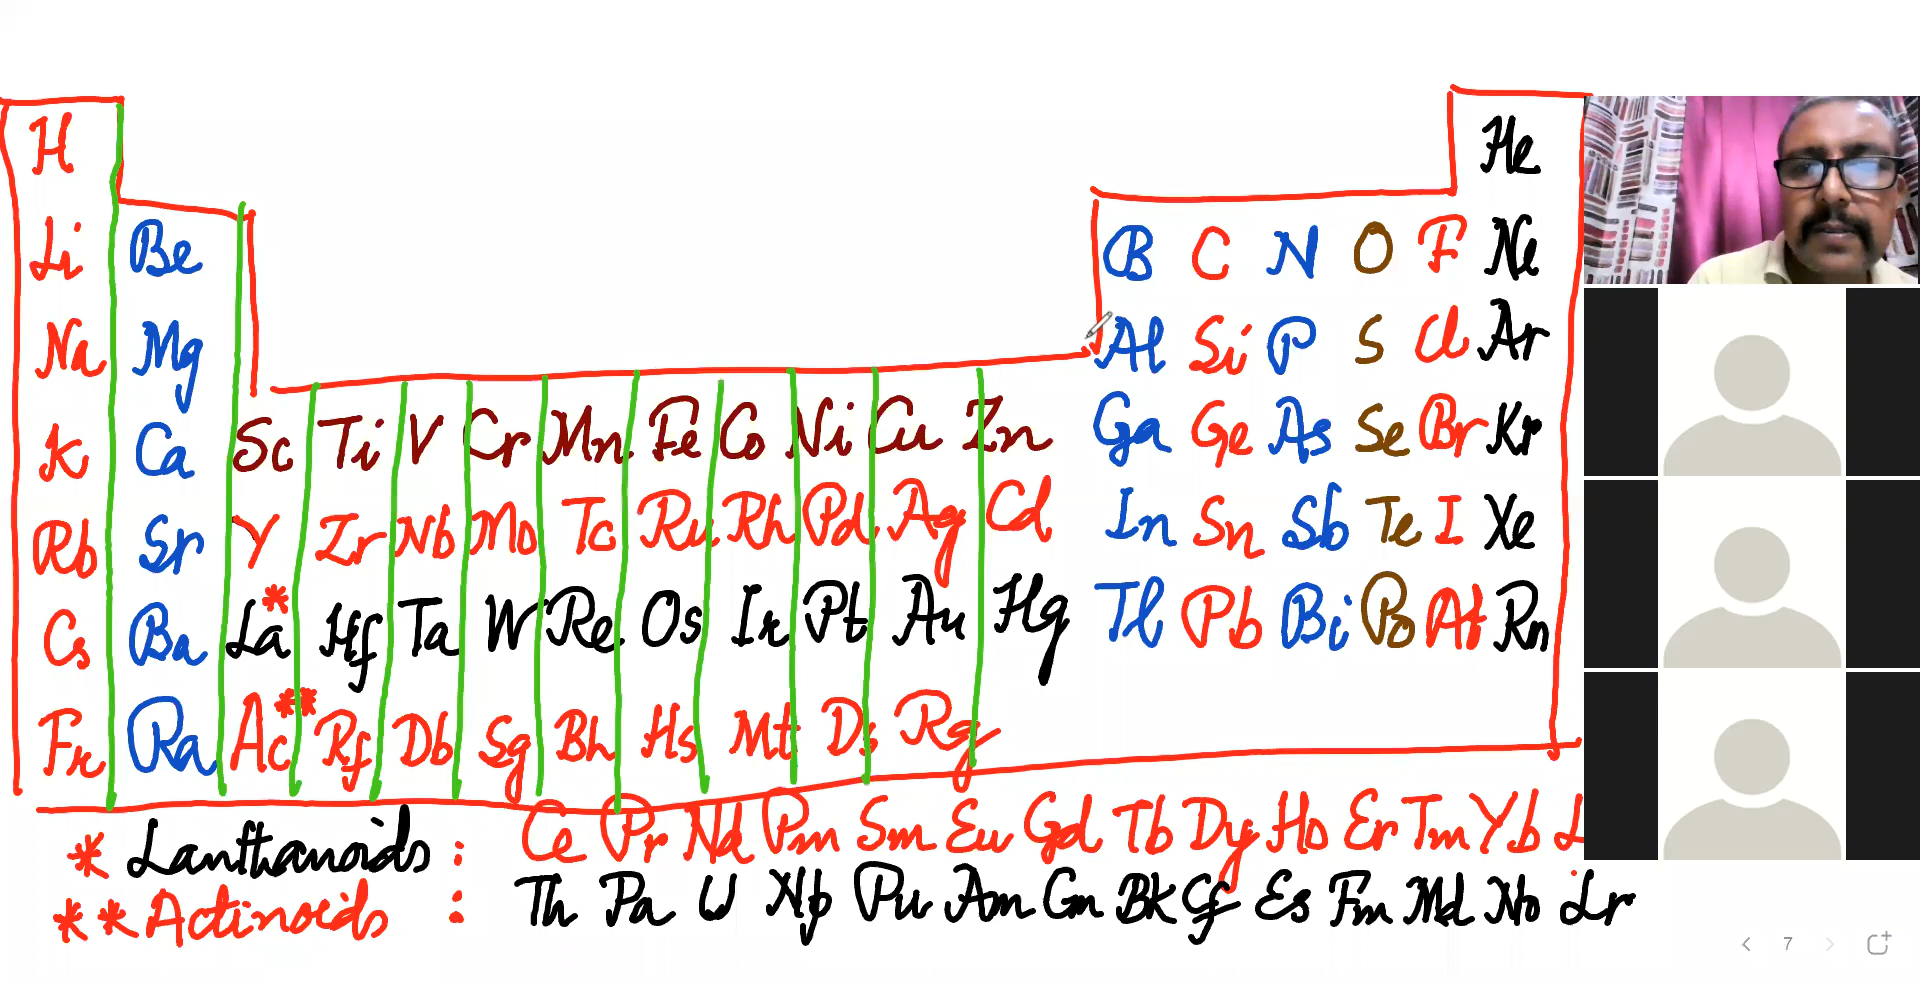 H He
Li Be B C N O F Ne
Na Mg Al Si P S Cl Ar
K Ca Sc Ti V Cr Mn Fe Co Ni Cu Zn Ga Ge As Se Br Kr
Rb Sr Y Zr Nb Mo Tc Ru Rh Pd Ag Cd In Sn Sb Te I Xe
Cs Ba La* Hf Ta W Re Os Ir Pt Au Hg Tl Pb Bi Po At Rn
Fr Ra Ac** Rf Db Sg Bh Hs Mt Ds Rg
* Lanthanoids : Ce Pr Nd Pm Sm Eu Gd Tb Dy Ho Er Tm Yb L
** Actinoids : Th Pa U Np Pu Am Cm Bk Cf Es Fm Md No Lr
7